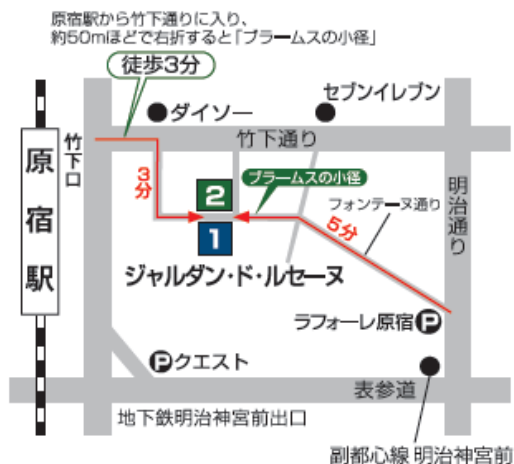 原宿駅から竹下通りに入り、
約50mほどで右折すると「ブラームスの小径」
徒歩3分
セブンイレブン
ダイソー
竹下通り
竹下口
原宿駅
3分
2
ブラームスの小径
明治通り
フォンテーヌ通り
1
5分
ジャルダン・ド・ルセーヌ
ラフォーレ原宿 P
P クエスト
表参道
地下鉄明治神宮前出口
副都心線 明治神宮前